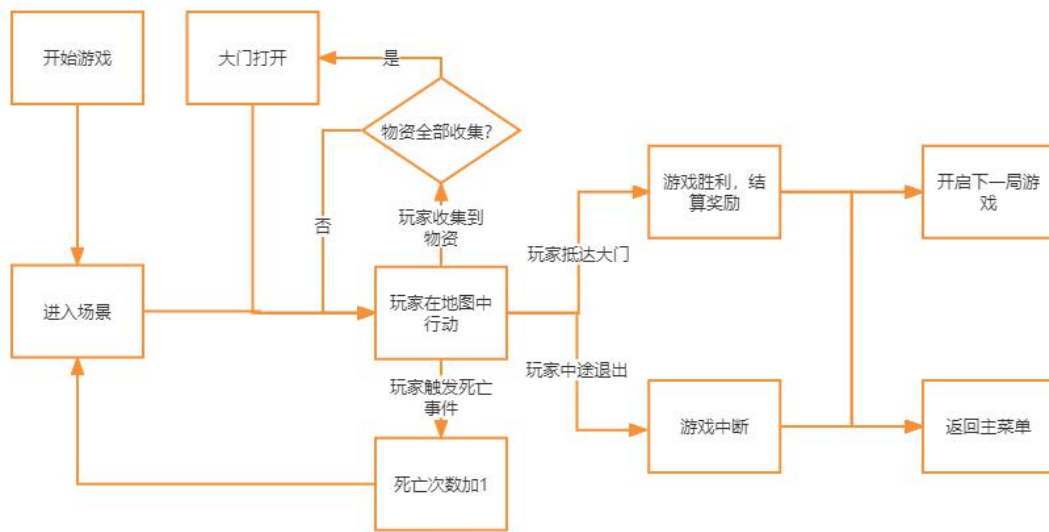 开始游戏
大门打开
是
物资全部收集?
玩家收集到
物资
否
游戏胜利，结
算奖励
开启下一局游
戏
玩家抵达大门
进入场景
玩家在地图中
行动
玩家中途退出
玩家触发死亡
事件
游戏中断
返回主菜单
死亡次数加1